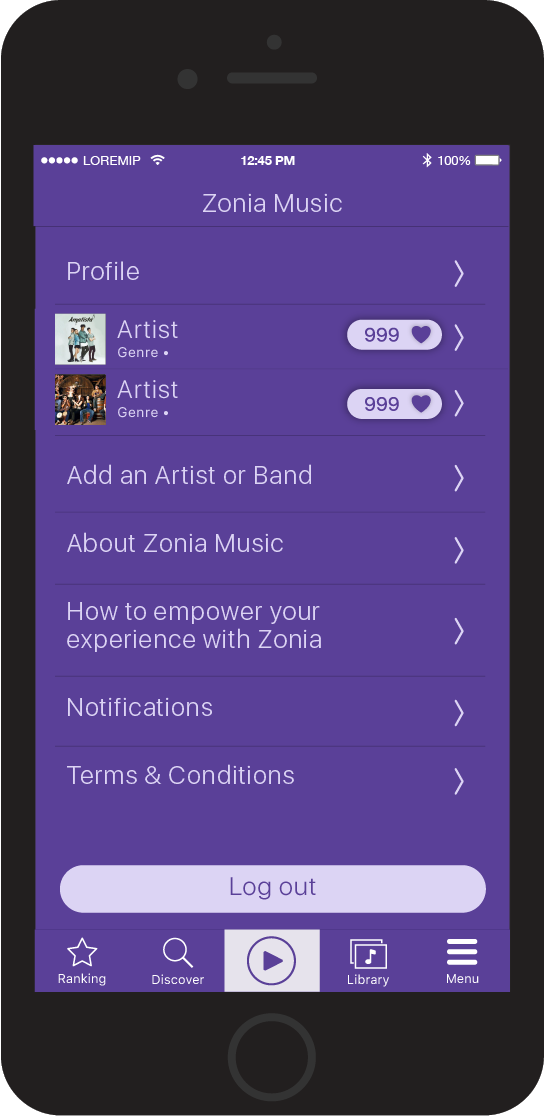 LOREMIP 12:45 PM 100%
Zonia Music
Profile
Artist
Genre •
999
Artist
Genre •
999
Add an Artist or Band
About Zonia Music
How to empower your
experience with Zonia
Notifications
Terms & Conditions
Log out
Ranking Discover Library Menu